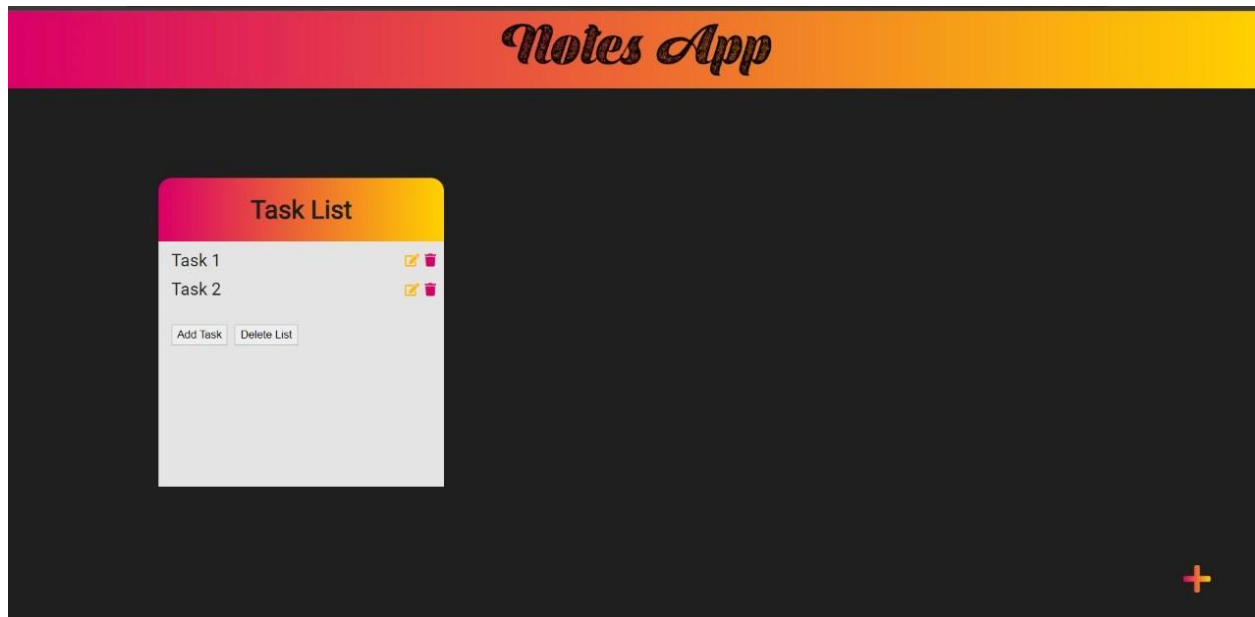 Notes App
Task List
Task 1
Task 2
Add Task Delete List